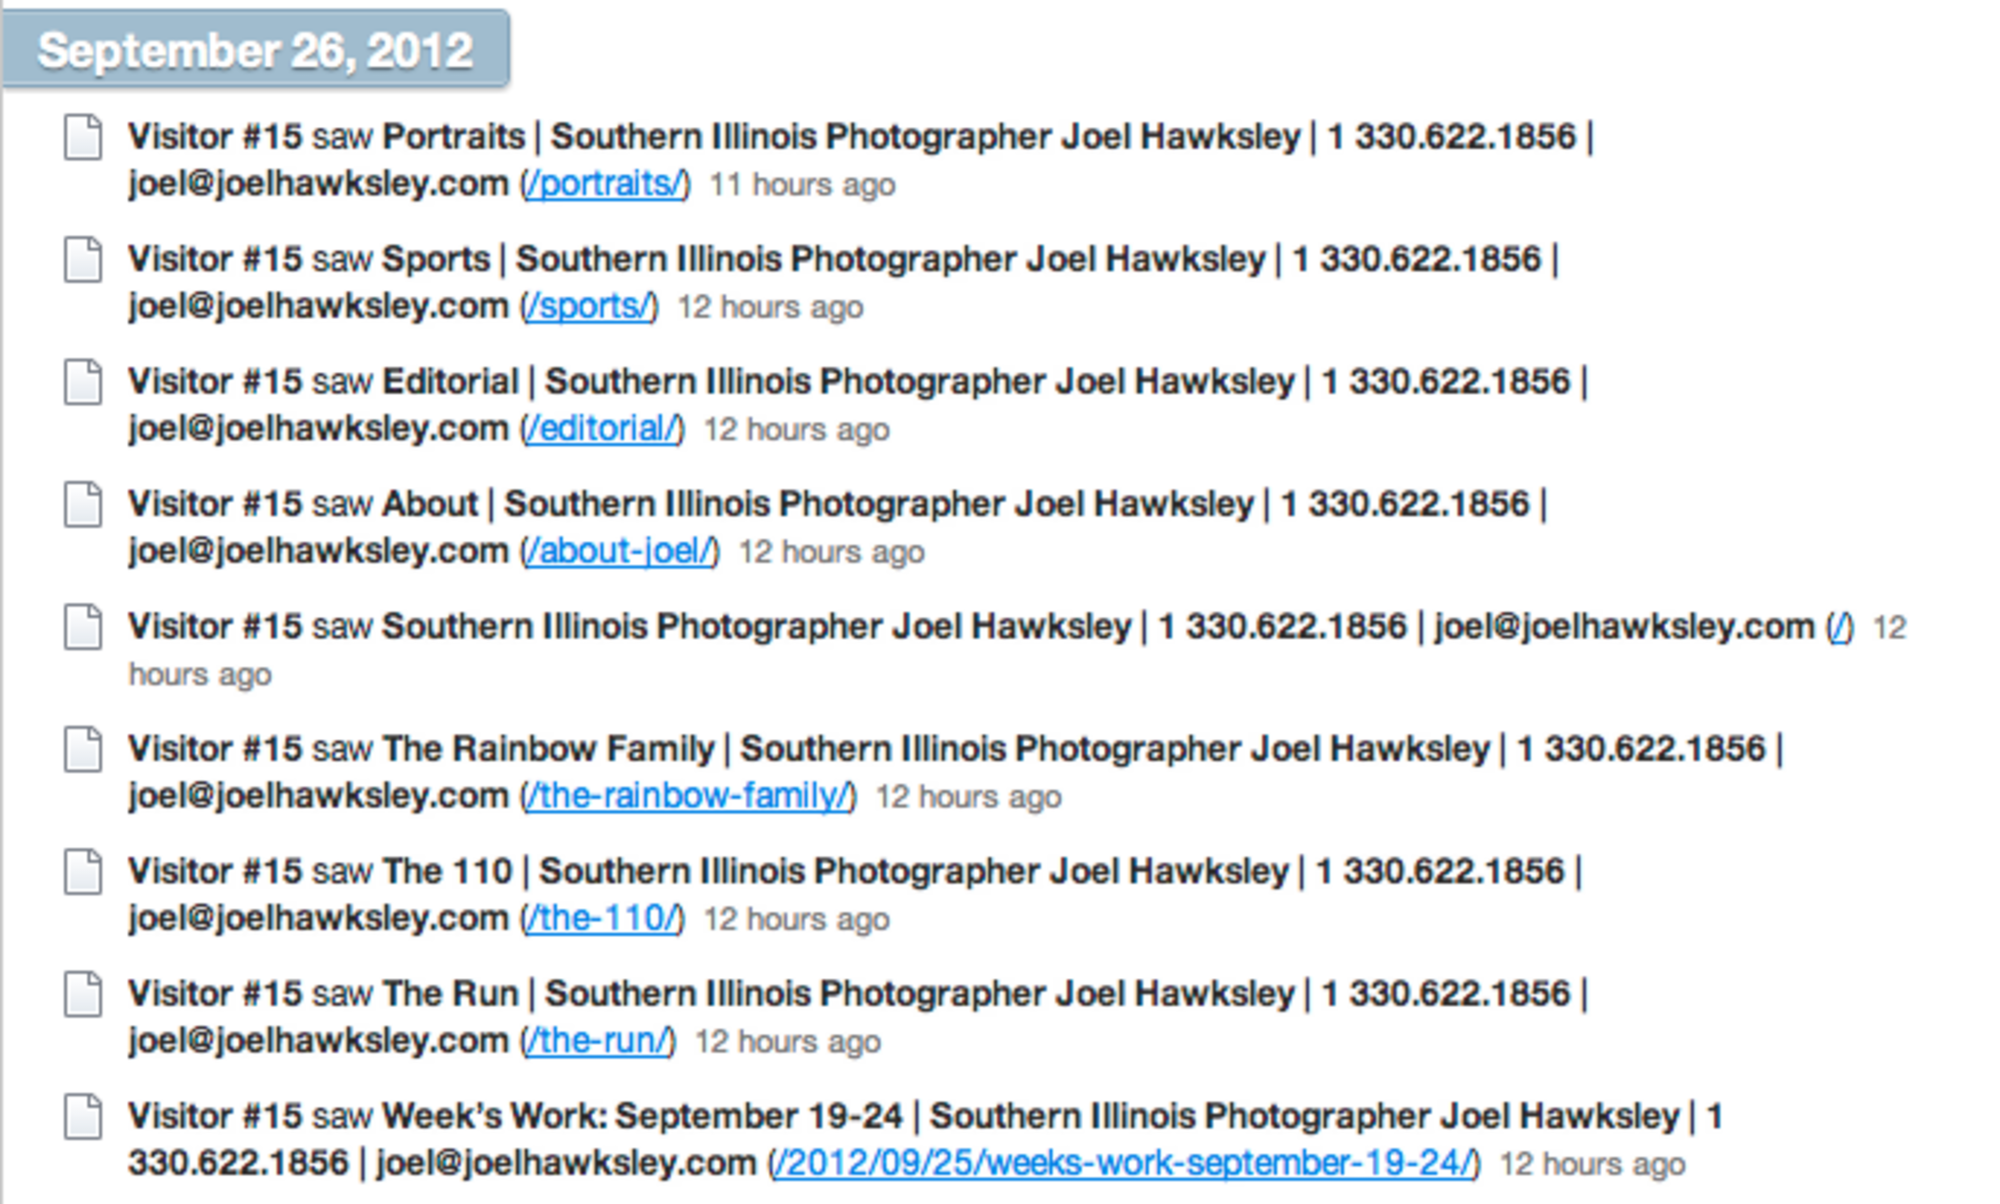 September 26, 2012
Visitor #15 saw Portraits | Southern Illinois Photographer Joel Hawksley | 1 330.622.1856 |
joel@joelhawksley.com (/portraits/) 11 hours ago
Visitor #15 saw Sports | Southern Illinois Photographer Joel Hawksley | 1 330.622.1856 |
joel@joelhawksley.com (/sports/) 12 hours ago
Visitor #15 saw Editorial | Southern Illinois Photographer Joel Hawksley | 1 330.622.1856 |
joel@joelhawksley.com (/editorial/) 12 hours ago
Visitor #15 saw About | Southern Illinois Photographer Joel Hawksley | 1 330.622.1856 |
joel@joelhawksley.com (/about-joel/) 12 hours ago
Visitor #15 saw Southern Illinois Photographer Joel Hawksley | 1 330.622.1856 | joel@joelhawksley.com (/) 12
hours ago
Visitor #15 saw The Rainbow Family | Southern Illinois Photographer Joel Hawksley | 1 330.622.1856 |
joel@joelhawksley.com (/the-rainbow-family/) 12 hours ago
Visitor #15 saw The 110 | Southern Illinois Photographer Joel Hawksley | 1 330.622.1856 |
joel@joelhawksley.com (/the-110/) 12 hours ago
Visitor #15 saw The Run | Southern Illinois Photographer Joel Hawksley | 1 330.622.1856 |
joel@joelhawksley.com (/the-run/) 12 hours ago
Visitor #15 saw Week’s Work: September 19-24 | Southern Illinois Photographer Joel Hawksley | 1
330.622.1856 | joel@joelhawksley.com (/2012/09/25/weeks-work-september-19-24/) 12 hours ago